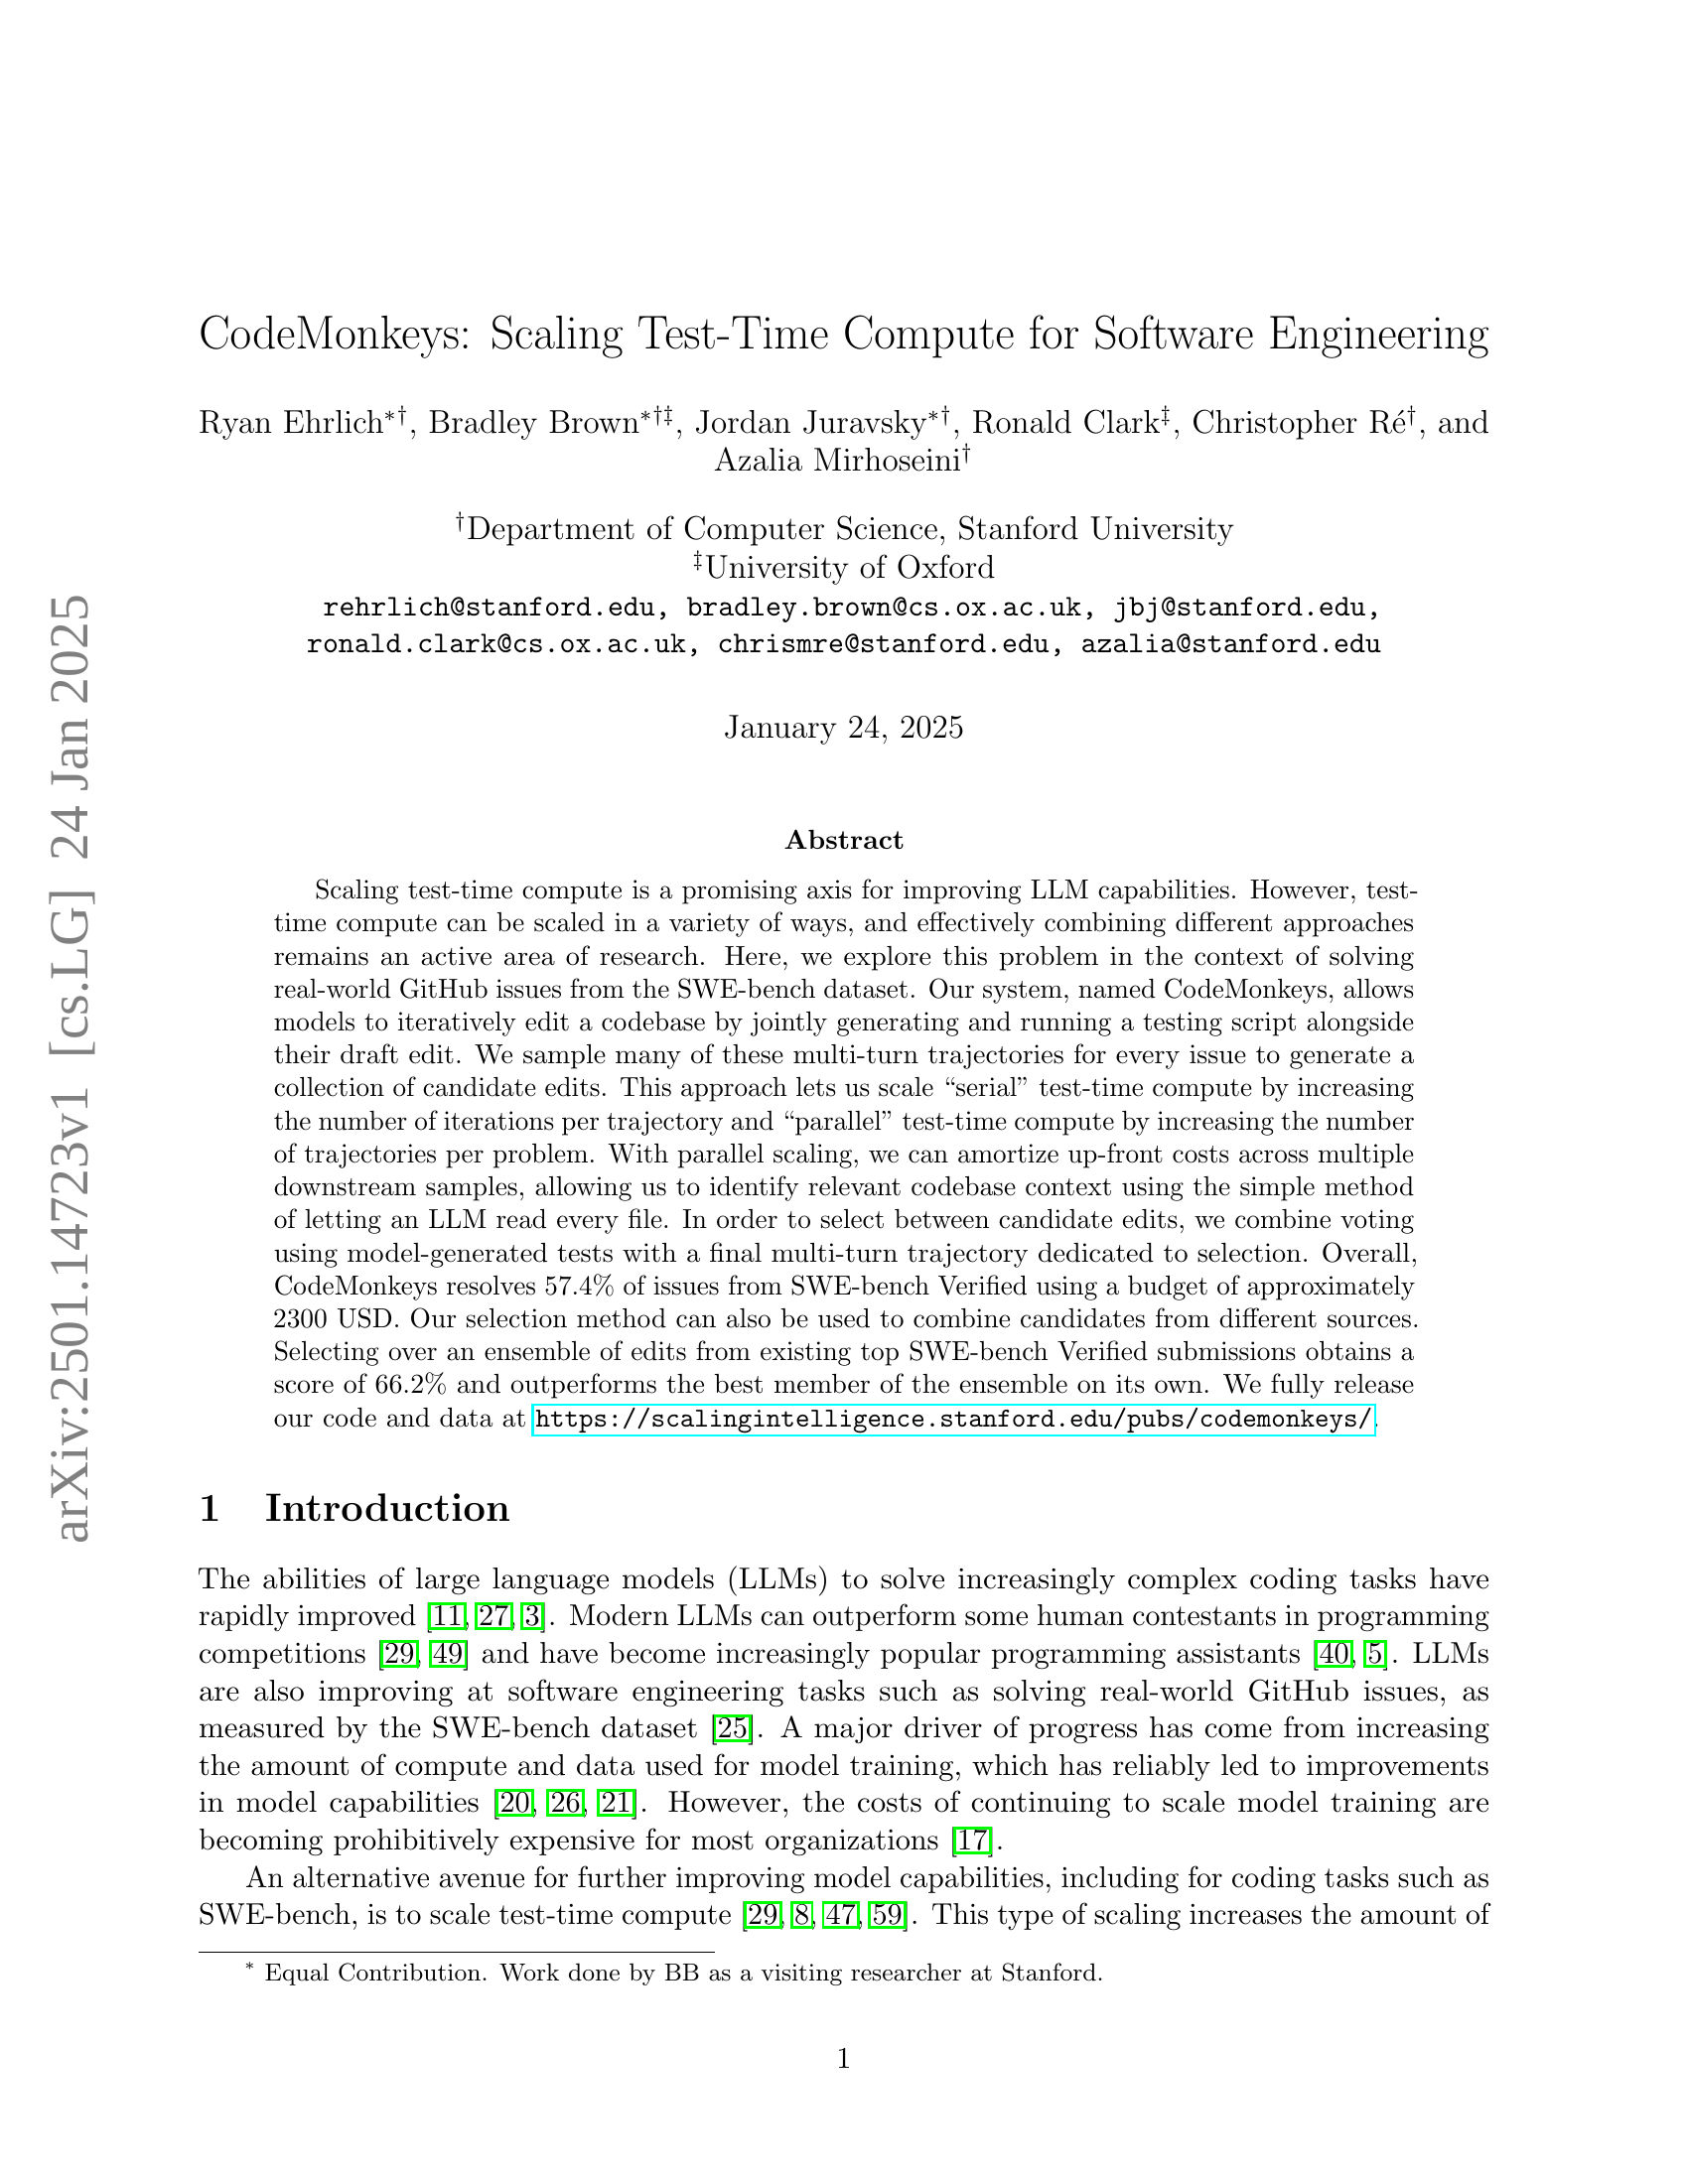 CodeMonkeys: Scaling Test-Time Compute for Software Engineering
Ryan Ehrlich*†, Bradley Brown*†‡, Jordan Juravsky*†, Ronald Clark‡, Christopher Ré†, and
Azalia Mirhoseini†
†Department of Computer Science, Stanford University
‡University of Oxford
rehrlich@stanford.edu, bradley.brown@cs.ox.ac.uk, jbj@stanford.edu,
ronald.clark@cs.ox.ac.uk, chrismre@stanford.edu, azalia@stanford.edu
January 24, 2025
arXiv:2501.14723v1 [cs.LG] 24 Jan 2025
Abstract
Scaling test-time compute is a promising axis for improving LLM capabilities. However, test-
time compute can be scaled in a variety of ways, and effectively combining different approaches
remains an active area of research. Here, we explore this problem in the context of solving
real-world GitHub issues from the SWE-bench dataset. Our system, named CodeMonkeys, allows
models to iteratively edit a codebase by jointly generating and running a testing script alongside
their draft edit. We sample many of these multi-turn trajectories for every issue to generate a
collection of candidate edits. This approach lets us scale “serial” test-time compute by increasing
the number of iterations per trajectory and “parallel” test-time compute by increasing the number
of trajectories per problem. With parallel scaling, we can amortize up-front costs across multiple
downstream samples, allowing us to identify relevant codebase context using the simple method
of letting an LLM read every file. In order to select between candidate edits, we combine voting
using model-generated tests with a final multi-turn trajectory dedicated to selection. Overall,
CodeMonkeys resolves 57.4% of issues from SWE-bench Verified using a budget of approximately
2300 USD. Our selection method can also be used to combine candidates from different sources.
Selecting over an ensemble of edits from existing top SWE-bench Verified submissions obtains a
score of 66.2% and outperforms the best member of the ensemble on its own. We fully release
our code and data at https://scalingintelligence.stanford.edu/pubs/codemonkeys/.
1 Introduction
The abilities of large language models (LLMs) to solve increasingly complex coding tasks have
rapidly improved [11, 27, 3]. Modern LLMs can outperform some human contestants in programming
competitions [29, 49] and have become increasingly popular programming assistants [40, 5]. LLMs
are also improving at software engineering tasks such as solving real-world GitHub issues, as
measured by the SWE-bench dataset [25]. A major driver of progress has come from increasing
the amount of compute and data used for model training, which has reliably led to improvements
in model capabilities [20, 26, 21]. However, the costs of continuing to scale model training are
becoming prohibitively expensive for most organizations [17].
An alternative avenue for further improving model capabilities, including for coding tasks such as
SWE-bench, is to scale test-time compute [29, 8, 47, 59]. This type of scaling increases the amount of
* Equal Contribution. Work done by BB as a visiting researcher at Stanford.
1